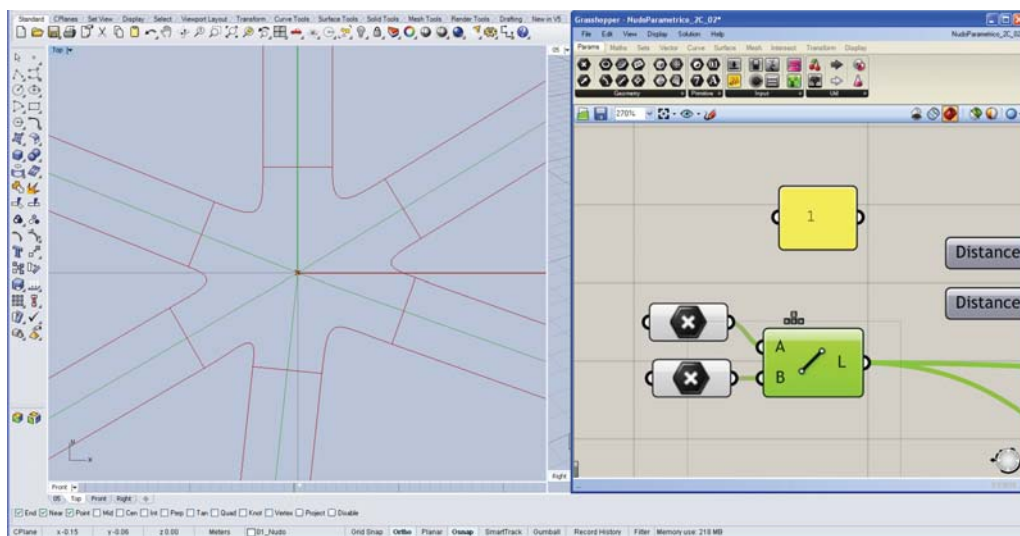 Standard CPlanes Set View Display Select Viewport Layout Transform Curve Tools Surface Tools Solid Tools Mesh Tools Render Tools Drafting New in V5
Top
05
Right
y
x
Front
05 Top Front Right
End Near Point Mid Cen Int Perp Tan Quad Knot Vertex Project Disable
CPlane x -0.15 y -0.06 z 0.00 Meters 01_Nudo Grid Snap Ortho Planar Osnap SmartTrack Gumball Record History Filter Memory use: 218 MB
Grasshopper - NudoParametrico_2C_02*
File Edit View Display Solution Help NudoParametrico_2C_02
Params Maths Sets Vector Curve Surface Mesh Intersect Transform Display
Geometry Primitive Input Util
270%
1
Distance
Distance
A
B
L